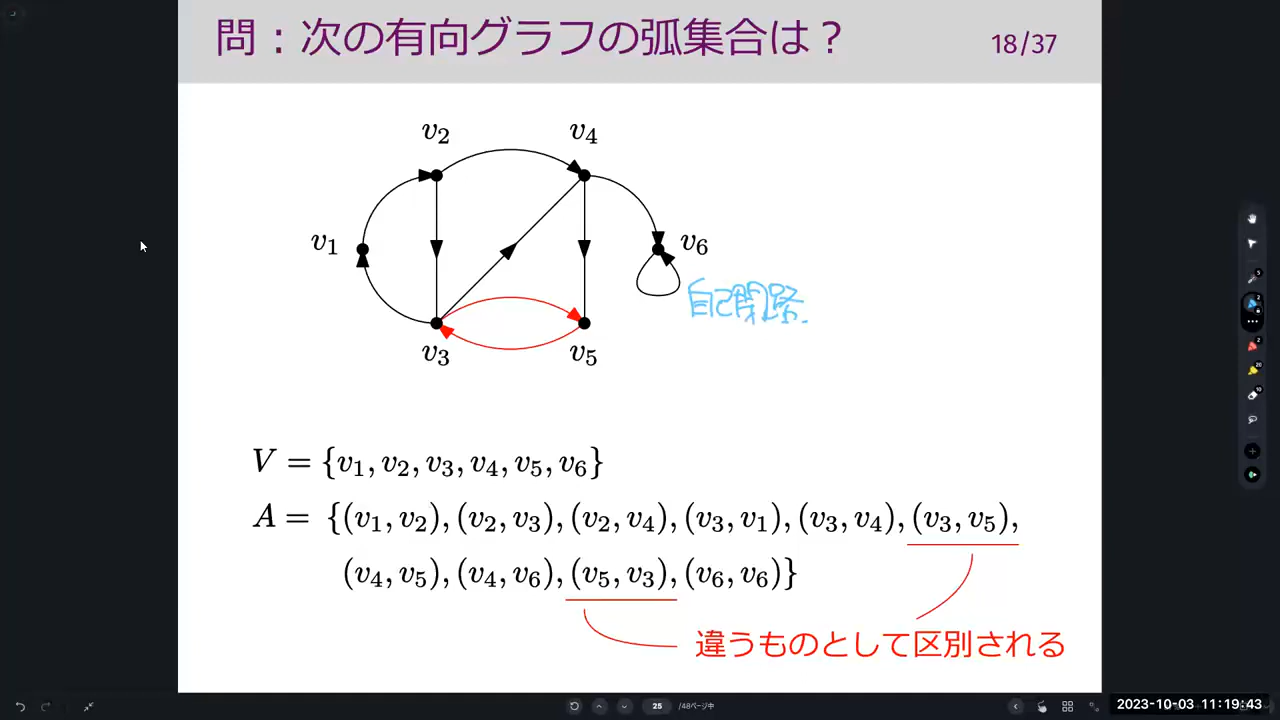 問：次の有向グラフの弧集合は？
18/37
v2
v4
v1
v6
自己閉路.
v3
v5
V = {v1, v2, v3, v4, v5, v6}
A = {(v1, v2), (v2, v3), (v2, v4), (v3, v1), (v3, v4), (v3, v5),
(v4, v5), (v4, v6), (v5, v3), (v6, v6)}
違うものとして区別される
25 /48ページ中
2023-10-03 11:19:43